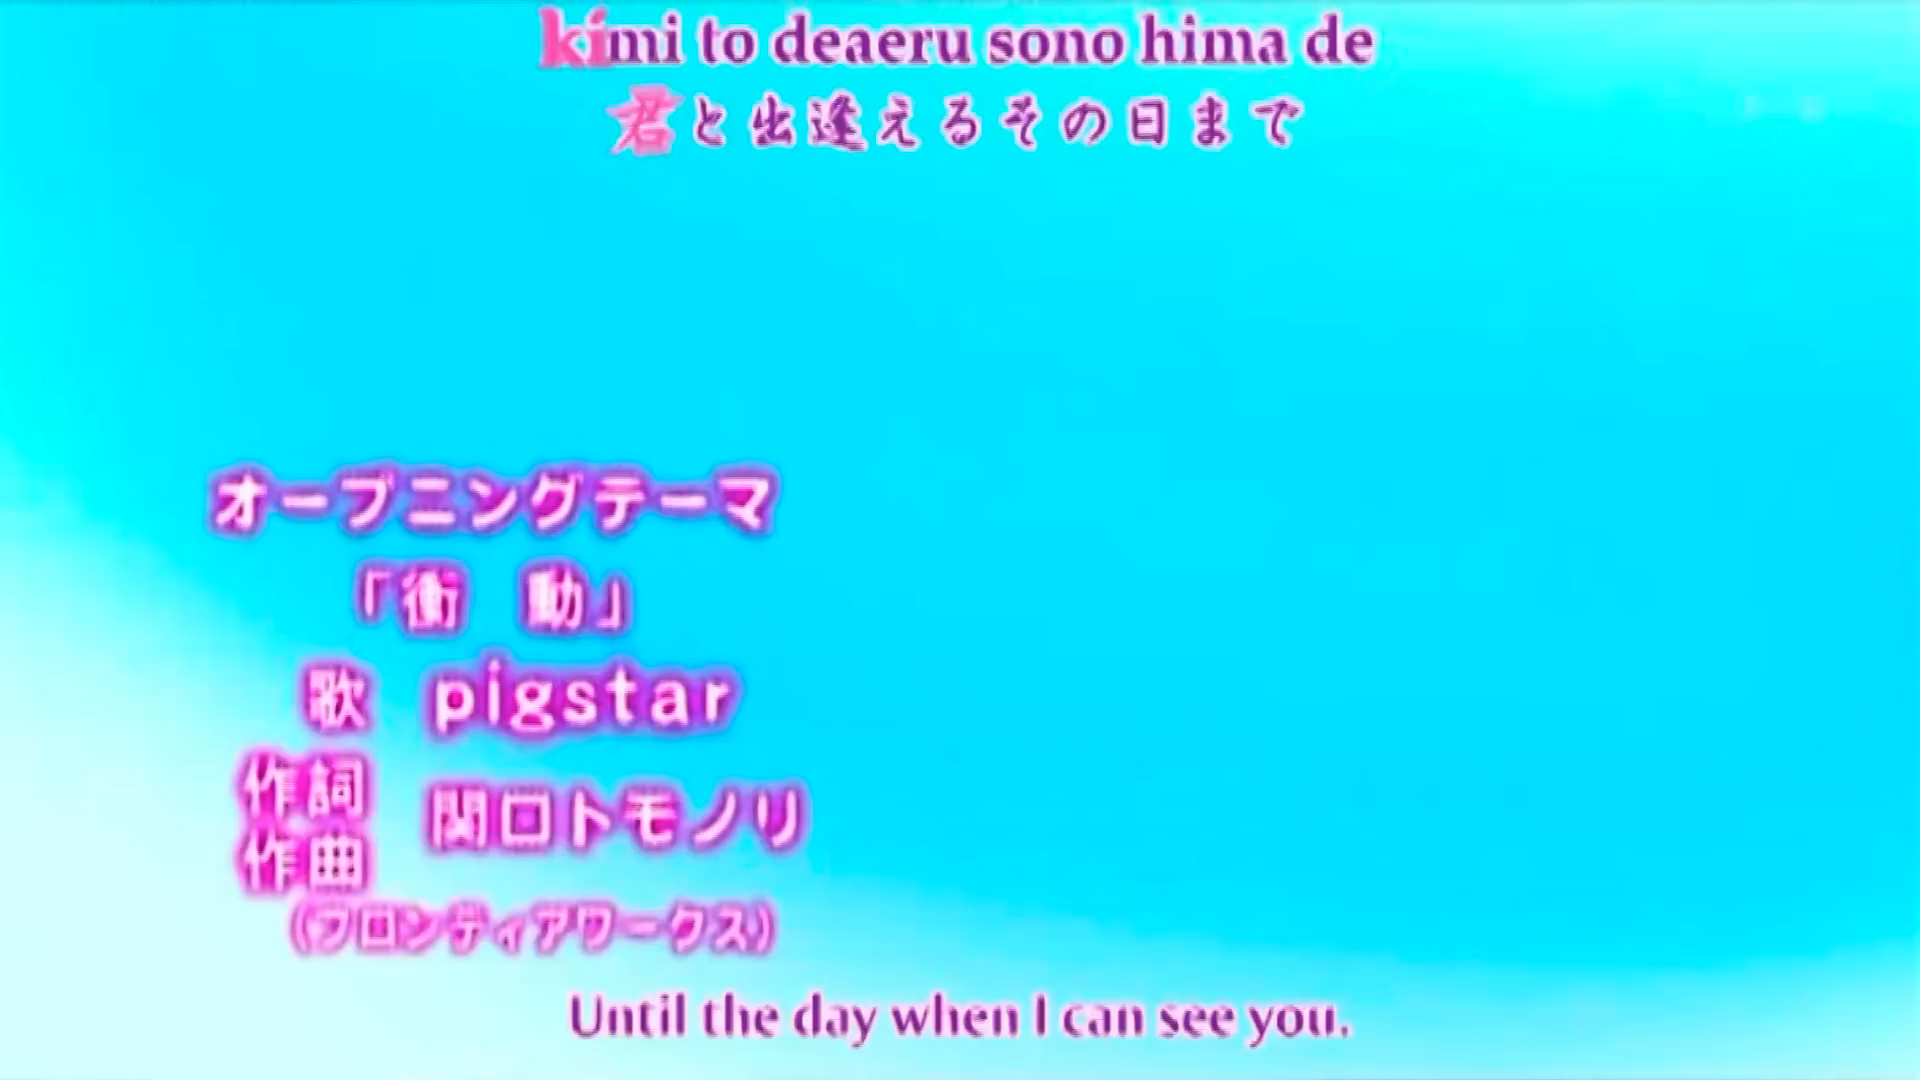 kimi to deaeru sono hima de
君と出逢えるその日まで
オープニングテーマ
「衝 動」
歌 pigstar
作詞
作曲 関口トモノリ
(フロンティアワークス)
Until the day when I can see you.